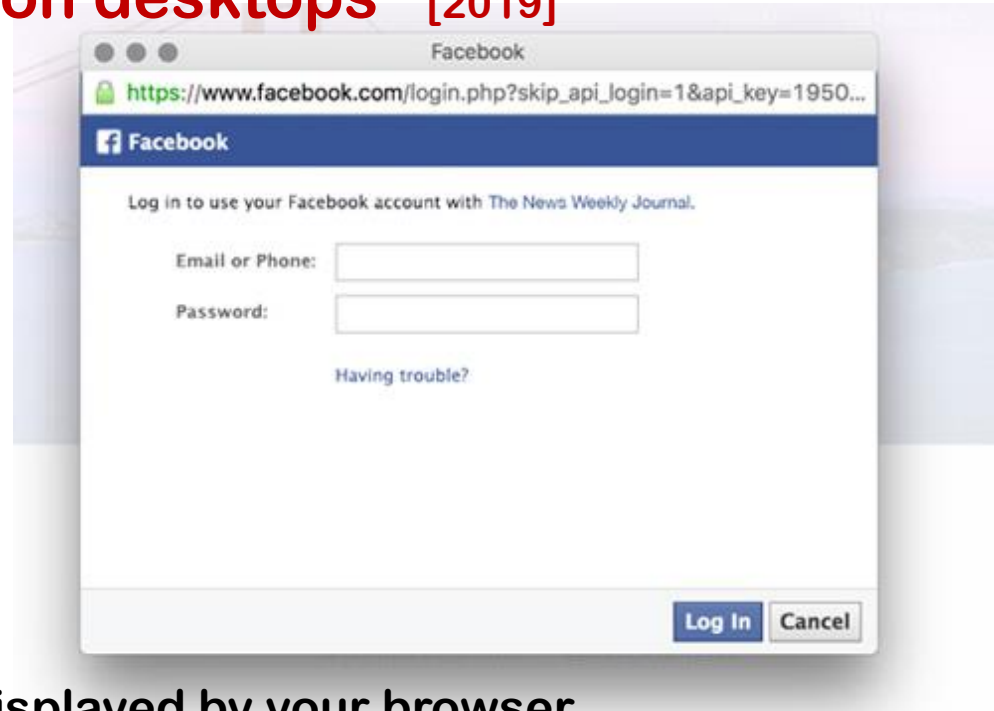 on desktops [2019]
Facebook
https://www.facebook.com/login.php?skip_api_login=1&api_key=1950...
Facebook
Log in to use your Facebook account with The News Weekly Journal.
Email or Phone:
Password:
Having trouble?
Log In Cancel
displayed by your browser